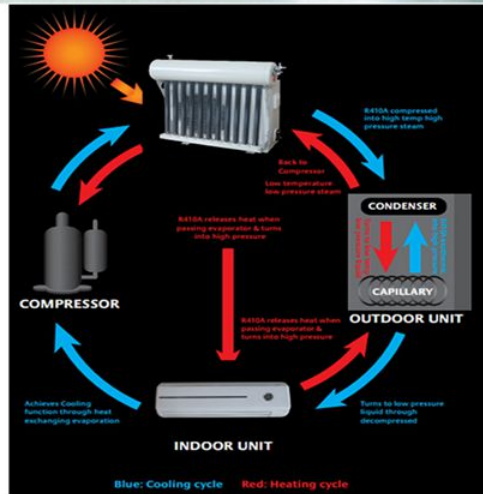 R410A compressed
into high temp high
pressure steam
Back to
Compressor
Low temperature
low-pressure steam
CONDENSER
R410A releases heat when
passing evaporator & turns
into high pressure
CAPILLARY
COMPRESSOR
OUTDOOR UNIT
R410A releases heat when
passing evaporator &
turns into high pressure
Achieves Cooling
function through heat
exchanging evaporation
Turns to low pressure
liquid through
decompressed
INDOOR UNIT
Blue: Cooling cycle Red: Heating cycle